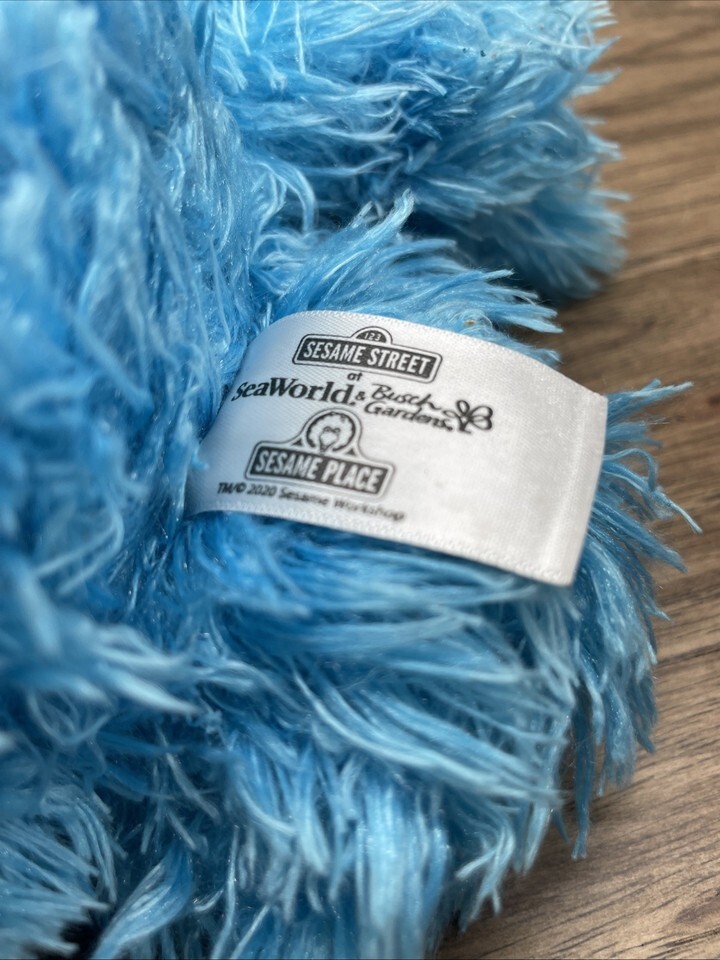 123
SESAME STREET
at
SeaWorld. & Busch Gardens.
SESAME PLACE
TM/© 2020 Sesame Workshop